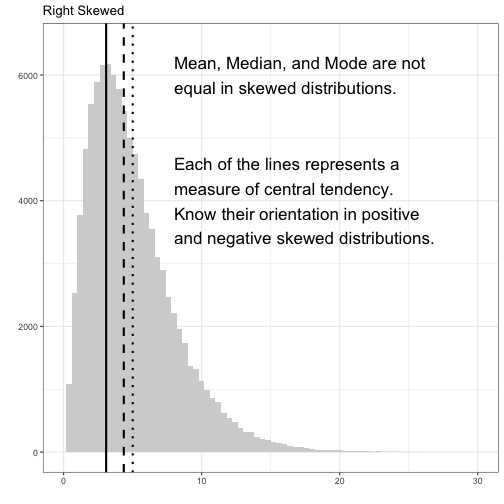 Right Skewed
Mean, Median, and Mode are not
equal in skewed distributions.
Each of the lines represents a
measure of central tendency.
Know their orientation in positive
and negative skewed distributions.
6000
4000
2000
0
0
10
20
30